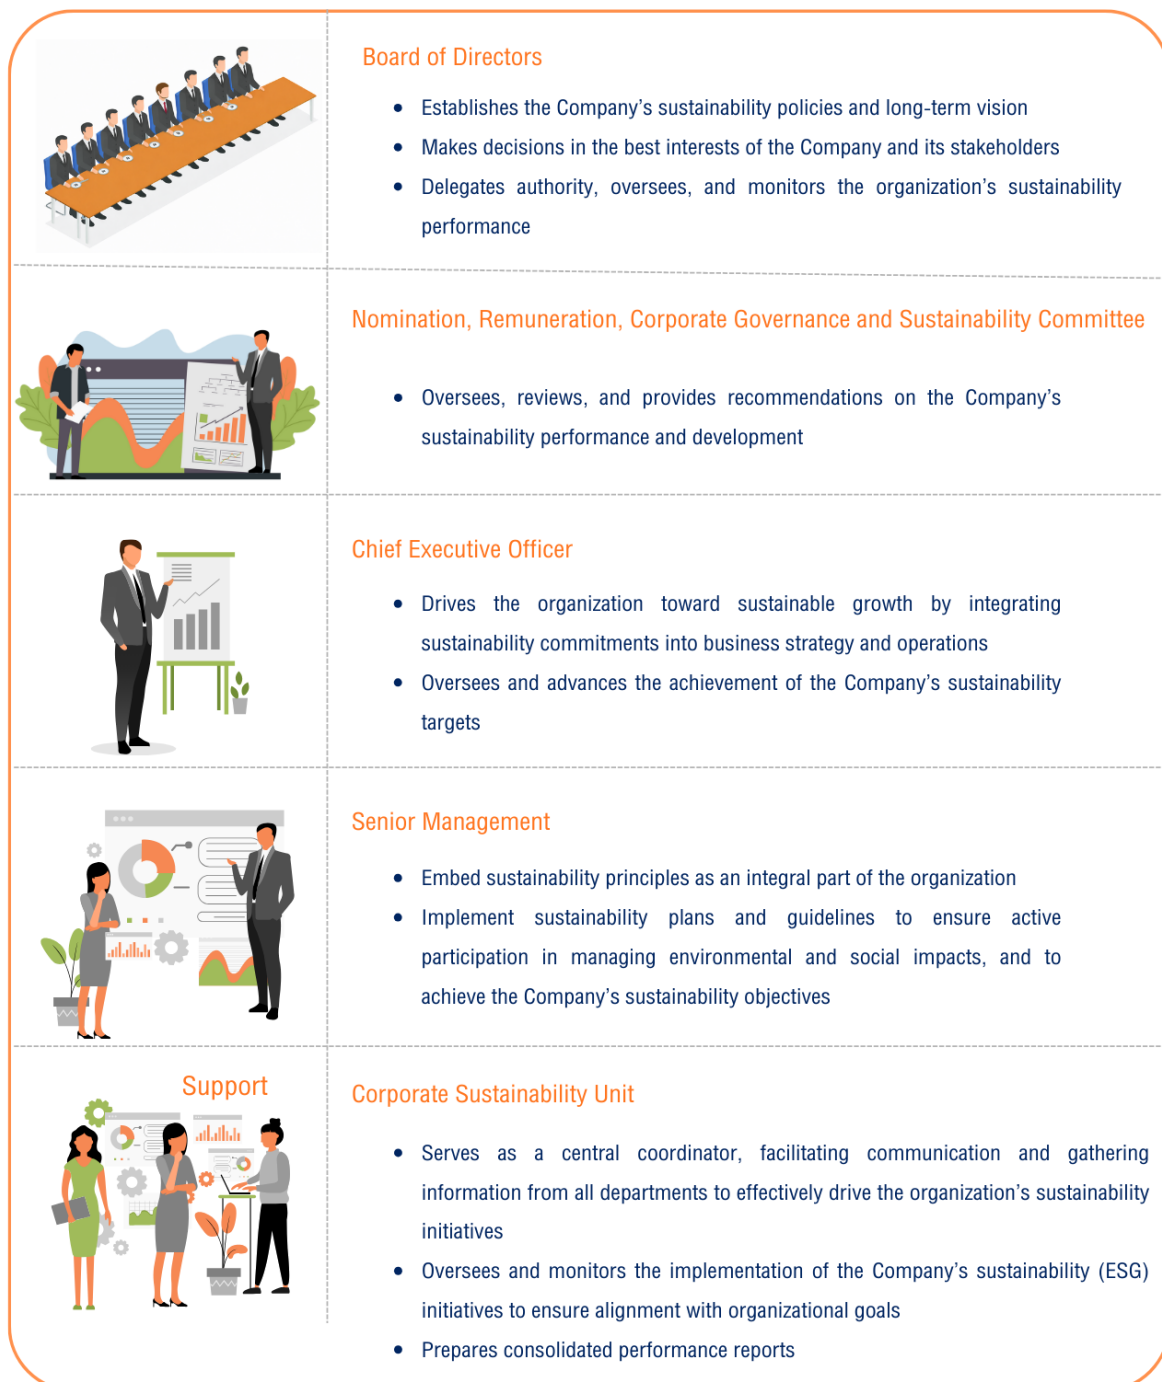 Board of Directors
• Establishes the Company's sustainability policies and long-term vision
• Makes decisions in the best interests of the Company and its stakeholders
• Delegates authority, oversees, and monitors the organization's sustainability
performance
Nomination, Remuneration, Corporate Governance and Sustainability Committee
• Oversees, reviews, and provides recommendations on the Company's
sustainability performance and development
Chief Executive Officer
• Drives the organization toward sustainable growth by integrating
sustainability commitments into business strategy and operations
• Oversees and advances the achievement of the Company's sustainability
targets
Senior Management
• Embed sustainability principles as an integral part of the organization
• Implement sustainability plans and guidelines to ensure active
participation in managing environmental and social impacts, and to
achieve the Company's sustainability objectives
Support
Corporate Sustainability Unit
• Serves as a central coordinator, facilitating communication and gathering
information from all departments to effectively drive the organization's sustainability
initiatives
• Oversees and monitors the implementation of the Company's sustainability (ESG)
initiatives to ensure alignment with organizational goals
• Prepares consolidated performance reports